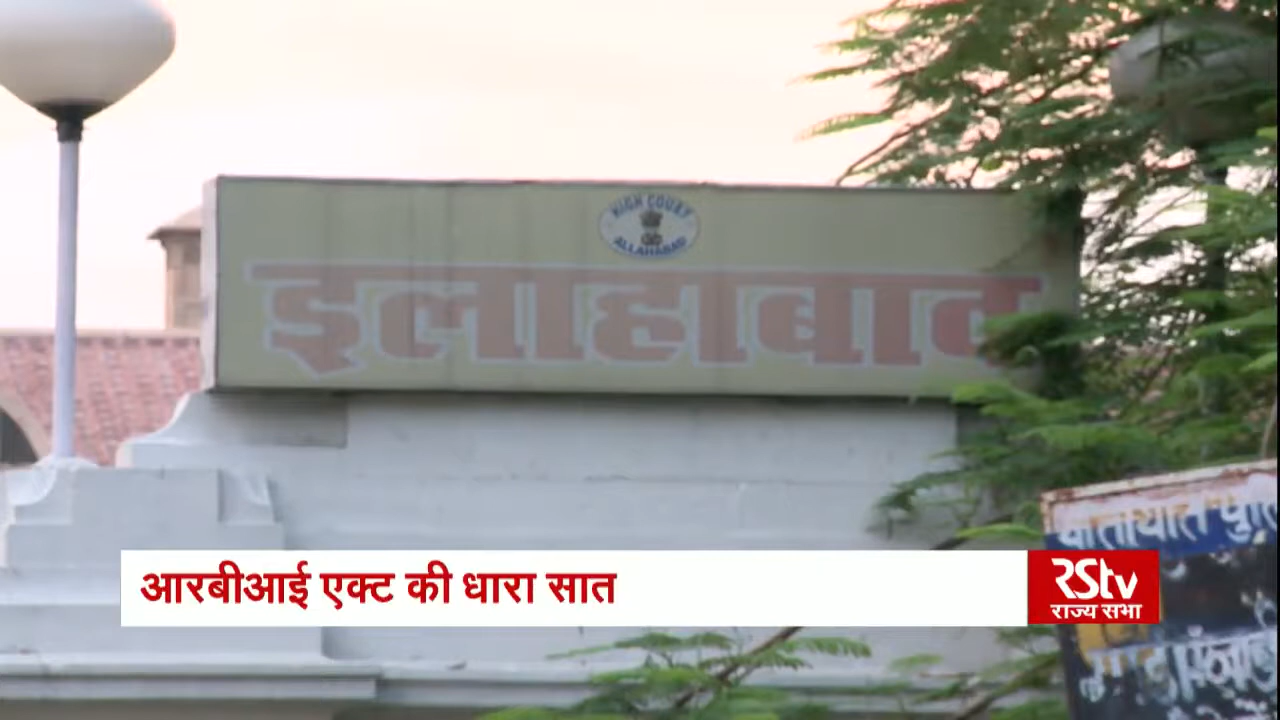 HIGH COURT
ALLAHABAD
इलाहाबाद
यातायात पुलि
आरबीआई एक्ट की धारा सात
RStv
राज्य सभा